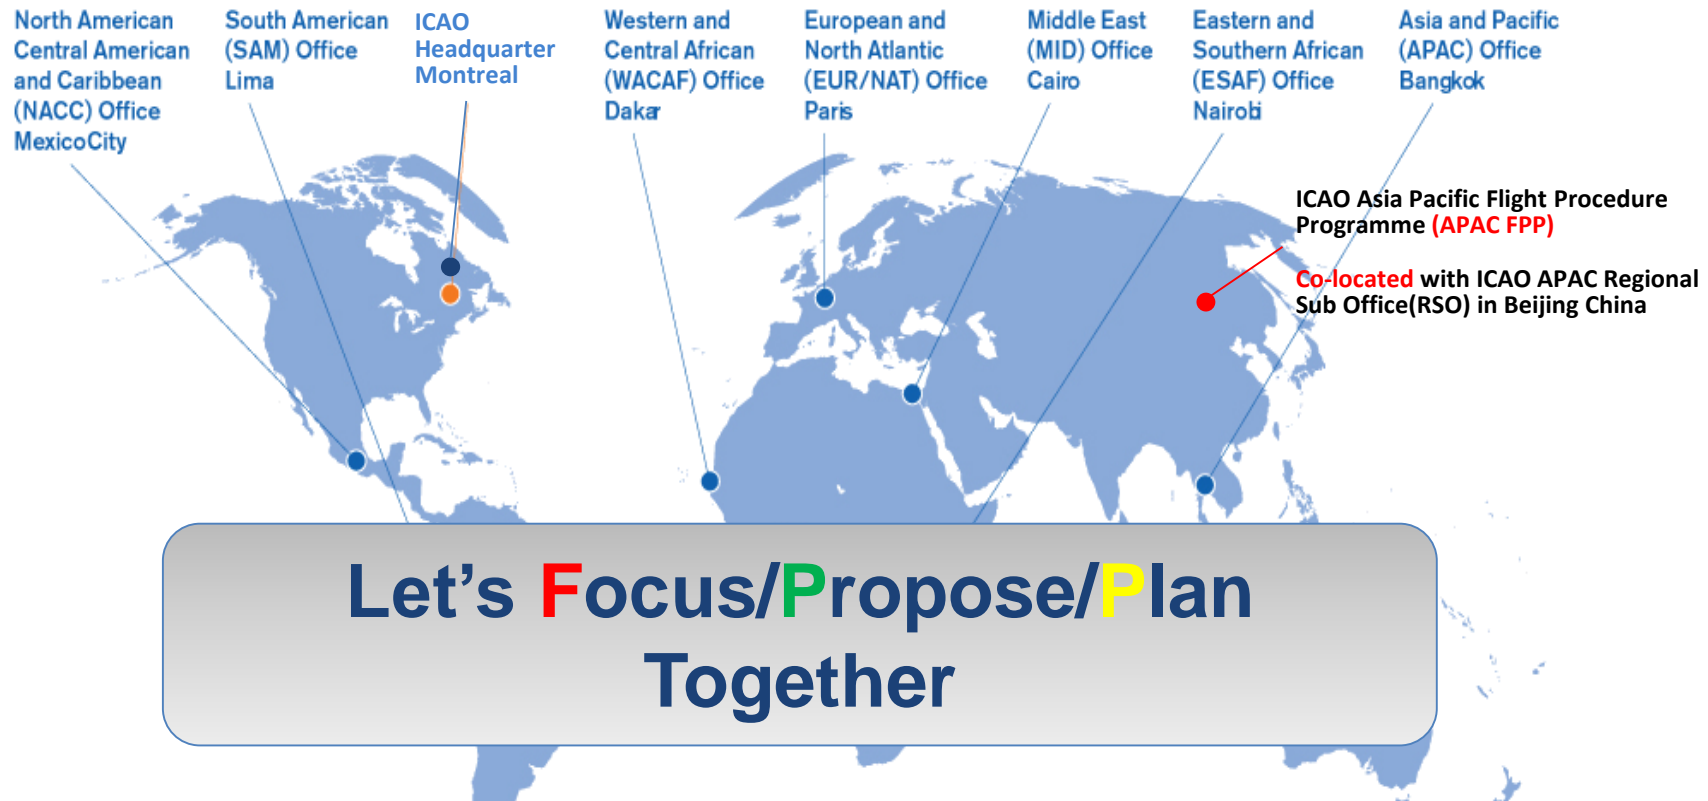 North American
Central American
and Caribbean
(NACC) Office
MexicoCity
South American
(SAM) Office
Lima
ICAO
Headquarter
Montreal
Western and
Central African
(WACAF) Office
Dakar
European and
North Atlantic
(EUR/NAT) Office
Paris
Middle East
(MID) Office
Cairo
Eastern and
Southern African
(ESAF) Office
Nairobi
Asia and Pacific
(APAC) Office
Bangkok
ICAO Asia Pacific Flight Procedure
Programme (APAC FPP)
Co-located with ICAO APAC Regional
Sub Office(RSO) in Beijing China
Let’s Focus/Propose/Plan
Together